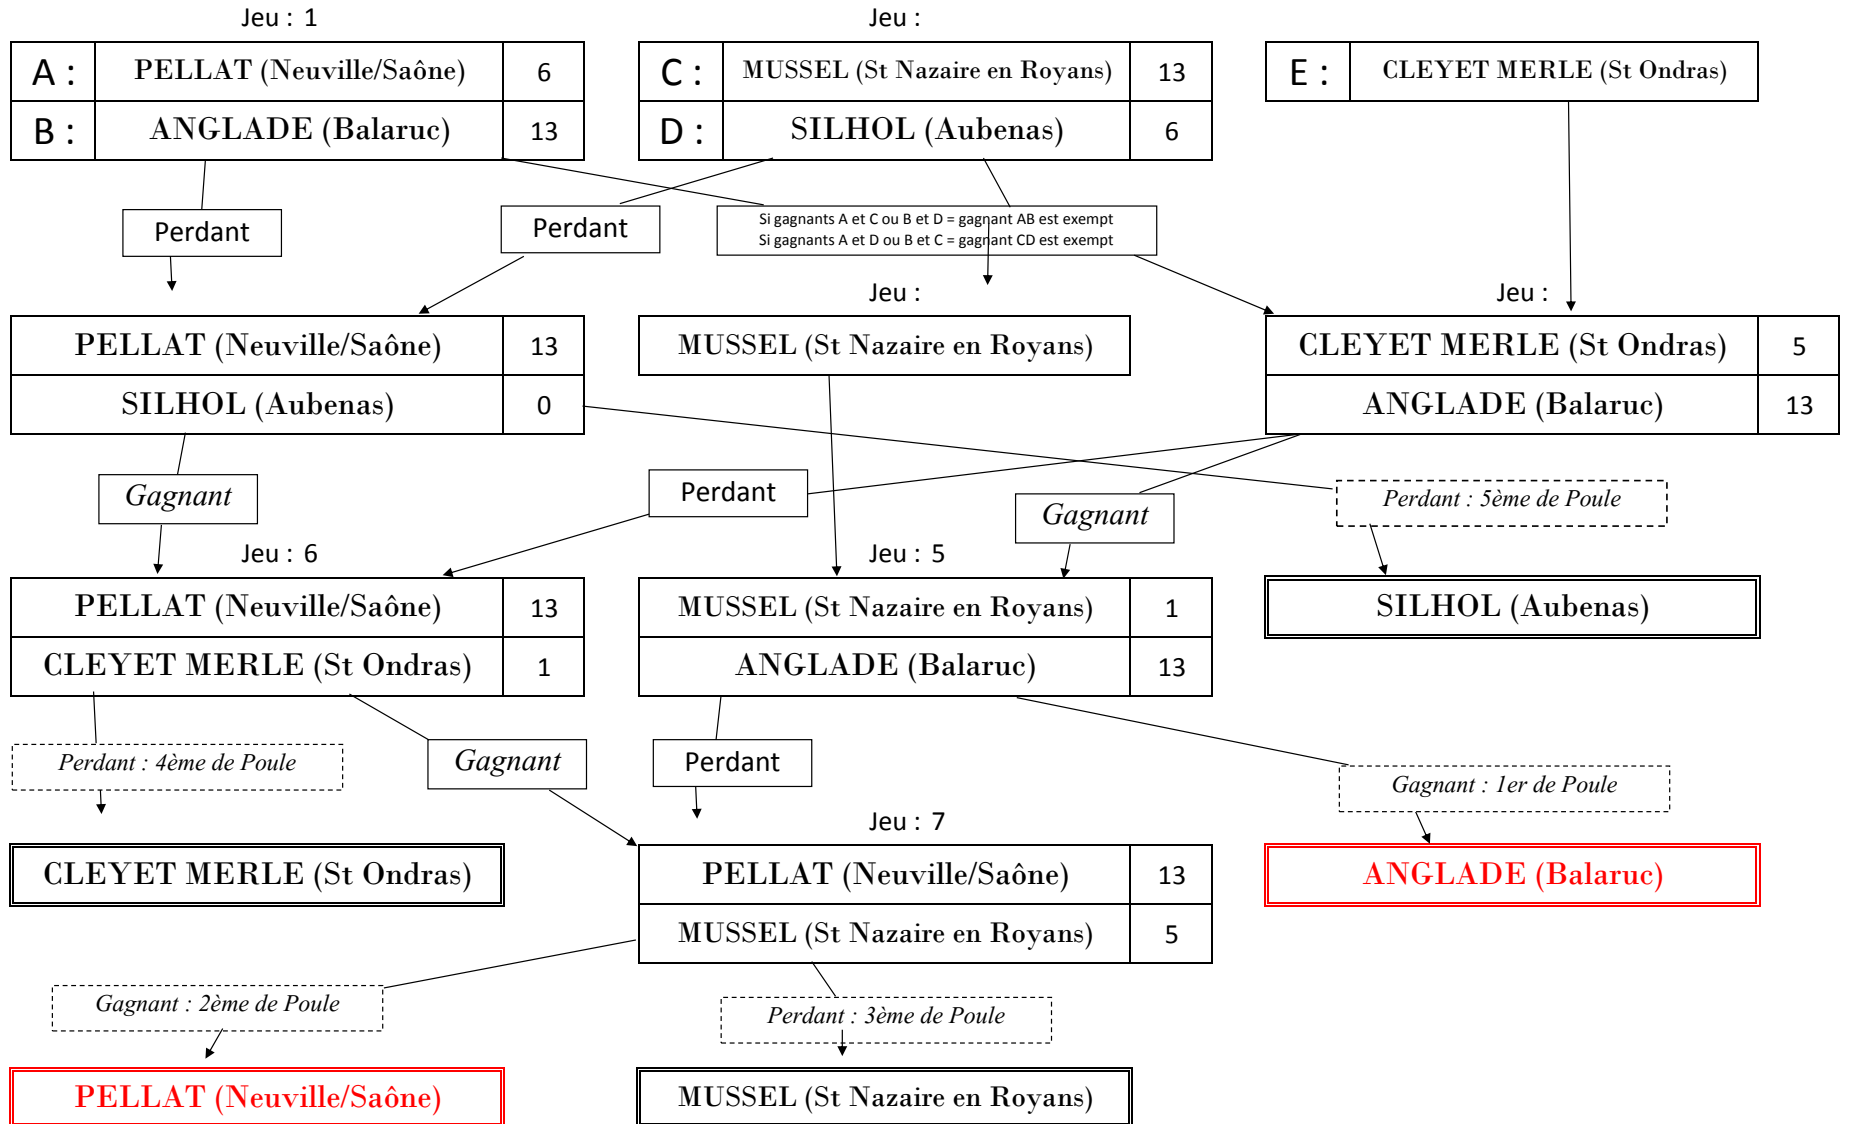 Jeu : 1
Jeu :
A : PELLAT (Neuville/Saône) 6
B : ANGLADE (Balaruc) 13
C : MUSSEL (St Nazaire en Royans) 13
D : SILHOL (Aubenas) 6
E : CLEYET MERLE (St Ondras)
Perdant
Perdant
Si gagnants A et C ou B et D = gagnant AB est exempt
Si gagnants A et D ou B et C = gagnant CD est exempt
Jeu :
Jeu :
PELLAT (Neuville/Saône) 13
SILHOL (Aubenas) 0
MUSSEL (St Nazaire en Royans)
CLEYET MERLE (St Ondras) 5
ANGLADE (Balaruc) 13
Gagnant
Perdant
Gagnant
Perdant : 5ème de Poule
Jeu : 6
Jeu : 5
PELLAT (Neuville/Saône) 13
CLEYET MERLE (St Ondras) 1
MUSSEL (St Nazaire en Royans) 1
ANGLADE (Balaruc) 13
SILHOL (Aubenas)
Perdant : 4ème de Poule
Gagnant
Perdant
Gagnant : 1er de Poule
Jeu : 7
CLEYET MERLE (St Ondras)
PELLAT (Neuville/Saône) 13
MUSSEL (St Nazaire en Royans) 5
ANGLADE (Balaruc)
Gagnant : 2ème de Poule
Perdant : 3ème de Poule
PELLAT (Neuville/Saône)
MUSSEL (St Nazaire en Royans)